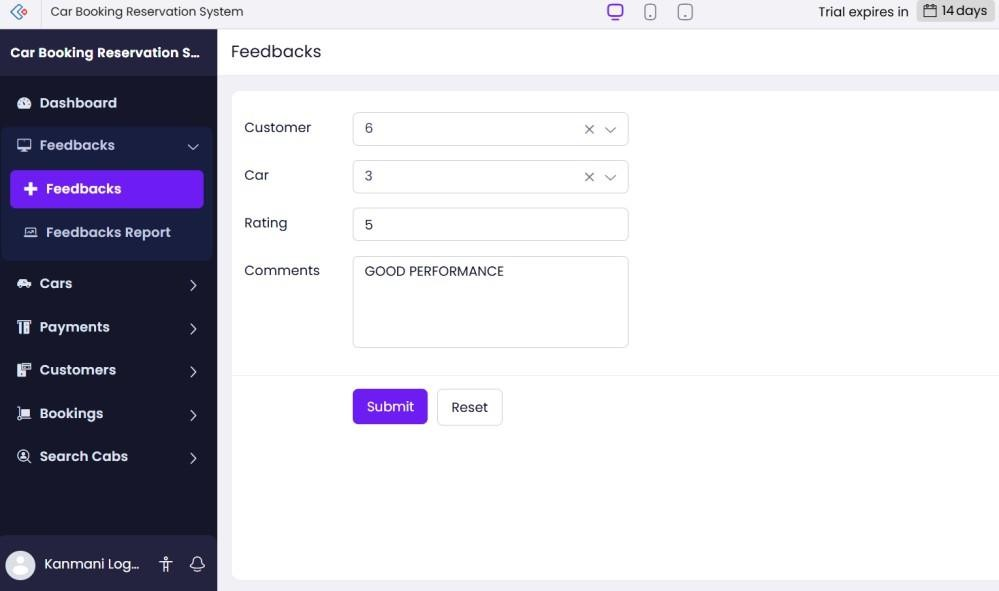 Car Booking Reservation System
Trial expires in 14 days
Car Booking Reservation S...
Feedbacks
Dashboard
Feedbacks
Feedbacks
Feedbacks Report
Cars
Payments
Customers
Bookings
Search Cabs
Kanmani Log...
Customer 6
Car 3
Rating 5
Comments GOOD PERFORMANCE
Submit Reset